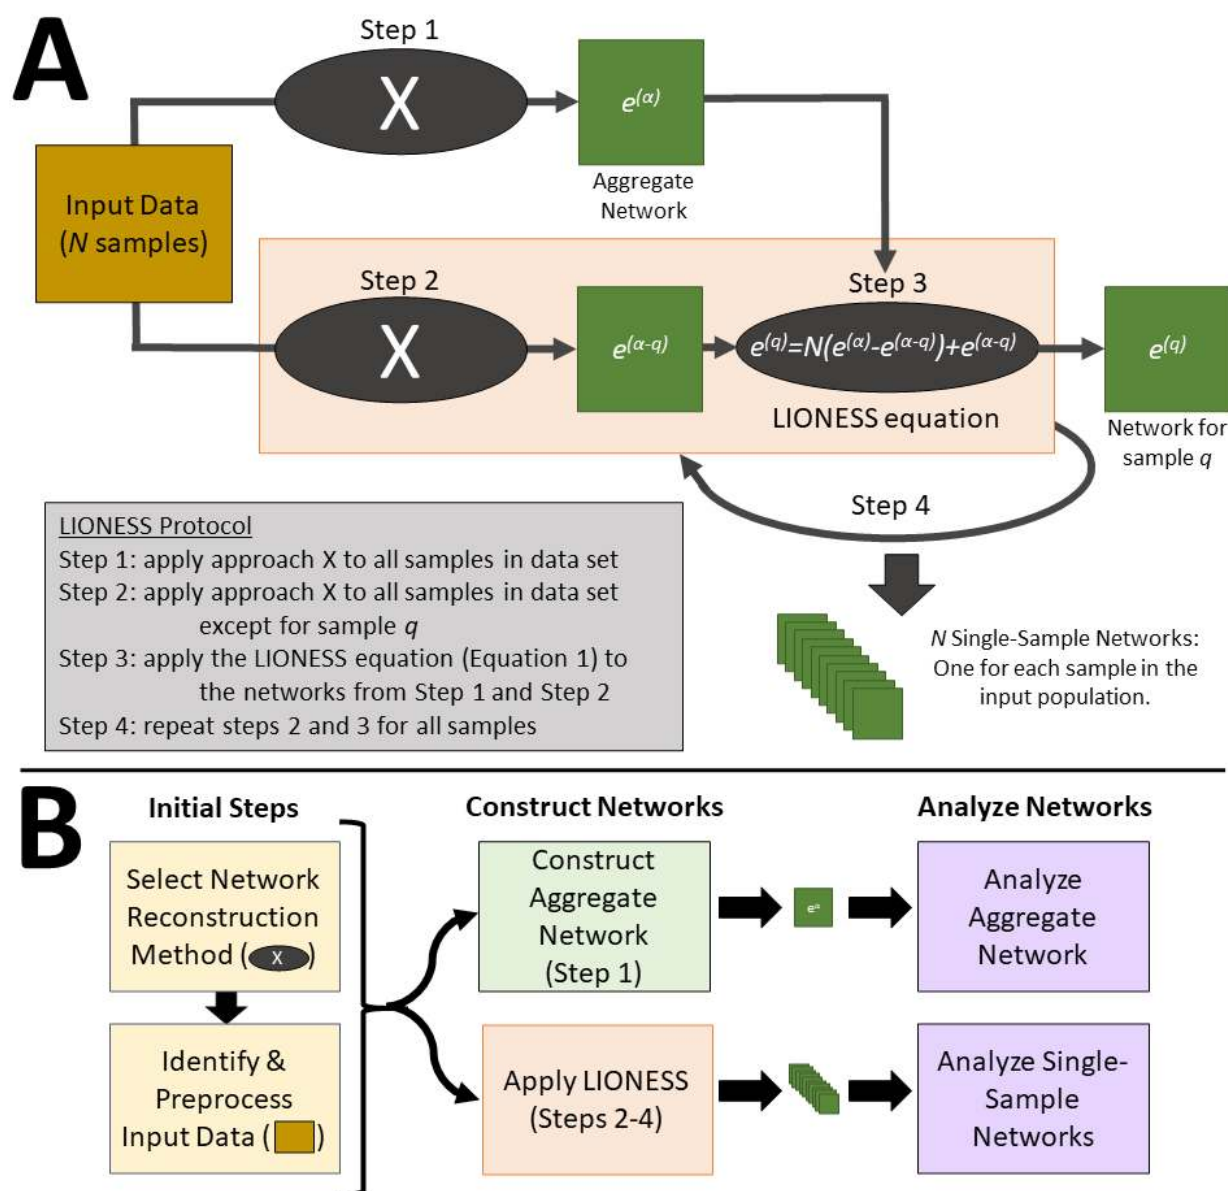 A
Step 1
X
e(α)
Aggregate
Network
Input Data
(N samples)
Step 2
X
e(α-q)
Step 3
e(q)=N(e(α)-e(α-q))+e(α-q)
LIONESS equation
e(q)
Network for
sample q
Step 4
LIONESS Protocol
Step 1: apply approach X to all samples in data set
Step 2: apply approach X to all samples in data set
except for sample q
Step 3: apply the LIONESS equation (Equation 1) to
the networks from Step 1 and Step 2
Step 4: repeat steps 2 and 3 for all samples
N Single-Sample Networks:
One for each sample in the
input population.
B
Initial Steps
Select Network
Reconstruction
Method (X)
Identify &
Preprocess
Input Data ( )
Construct Networks
Construct
Aggregate
Network
(Step 1)
eα
Apply LIONESS
(Steps 2-4)
Analyze Networks
Analyze
Aggregate
Network
Analyze Single-
Sample
Networks